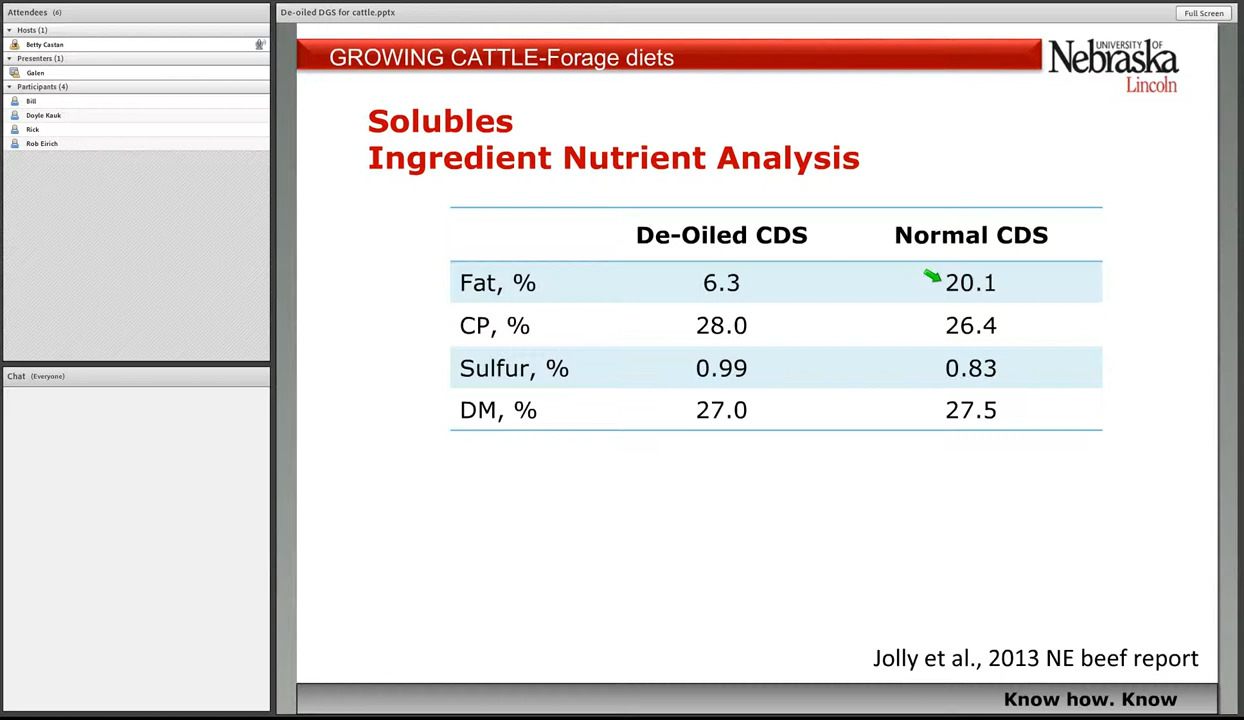 Attendees (6)
Hosts (1)
Betty Castan
Presenters (1)
Galen
Participants (4)
Bill
Doyle Kauk
Rick
Rob Eirich
Chat (Everyone)
De-oiled DGS for cattle.pptx
Full Screen
GROWING CATTLE-Forage diets
UNIVERSITY OF
Nebraska
Lincoln
Solubles
Ingredient Nutrient Analysis
De-Oiled CDS Normal CDS
Fat, % 6.3 20.1
CP, % 28.0 26.4
Sulfur, % 0.99 0.83
DM, % 27.0 27.5
Jolly et al., 2013 NE beef report
Know how. Know